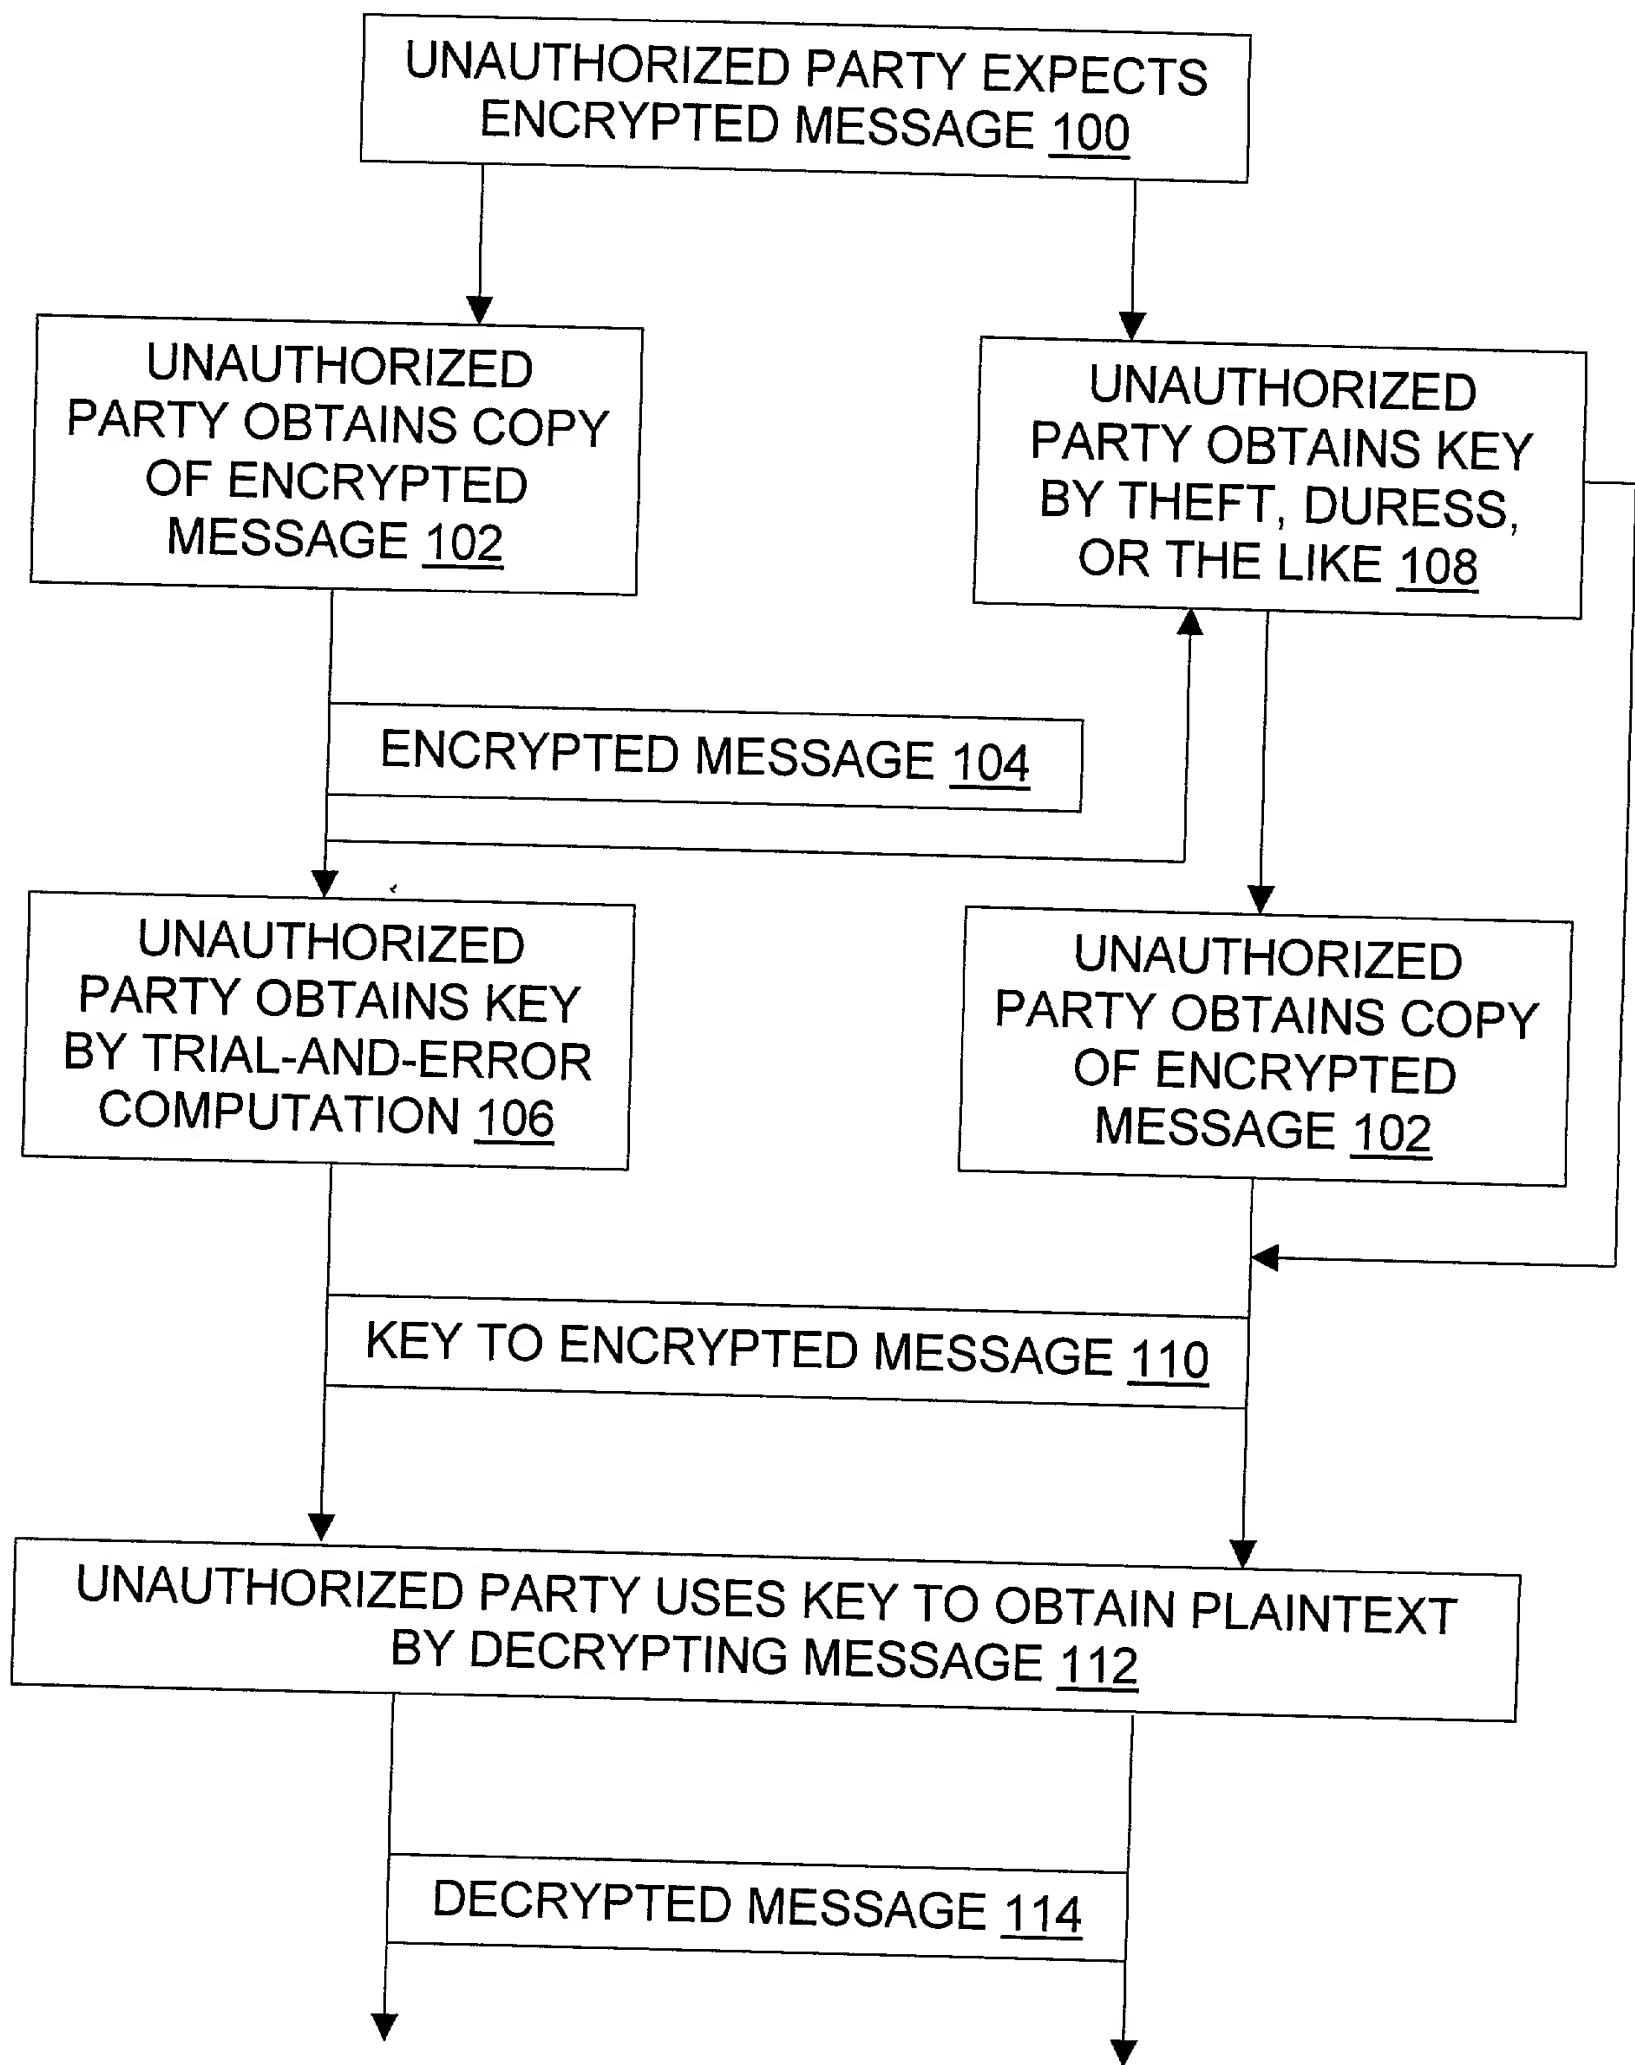 UNAUTHORIZED PARTY EXPECTS
ENCRYPTED MESSAGE 100
UNAUTHORIZED
PARTY OBTAINS COPY
OF ENCRYPTED
MESSAGE 102
UNAUTHORIZED
PARTY OBTAINS KEY
BY THEFT, DURESS,
OR THE LIKE 108
ENCRYPTED MESSAGE 104
UNAUTHORIZED
PARTY OBTAINS KEY
BY TRIAL-AND-ERROR
COMPUTATION 106
UNAUTHORIZED
PARTY OBTAINS COPY
OF ENCRYPTED
MESSAGE 102
KEY TO ENCRYPTED MESSAGE 110
UNAUTHORIZED PARTY USES KEY TO OBTAIN PLAINTEXT
BY DECRYPTING MESSAGE 112
DECRYPTED MESSAGE 114